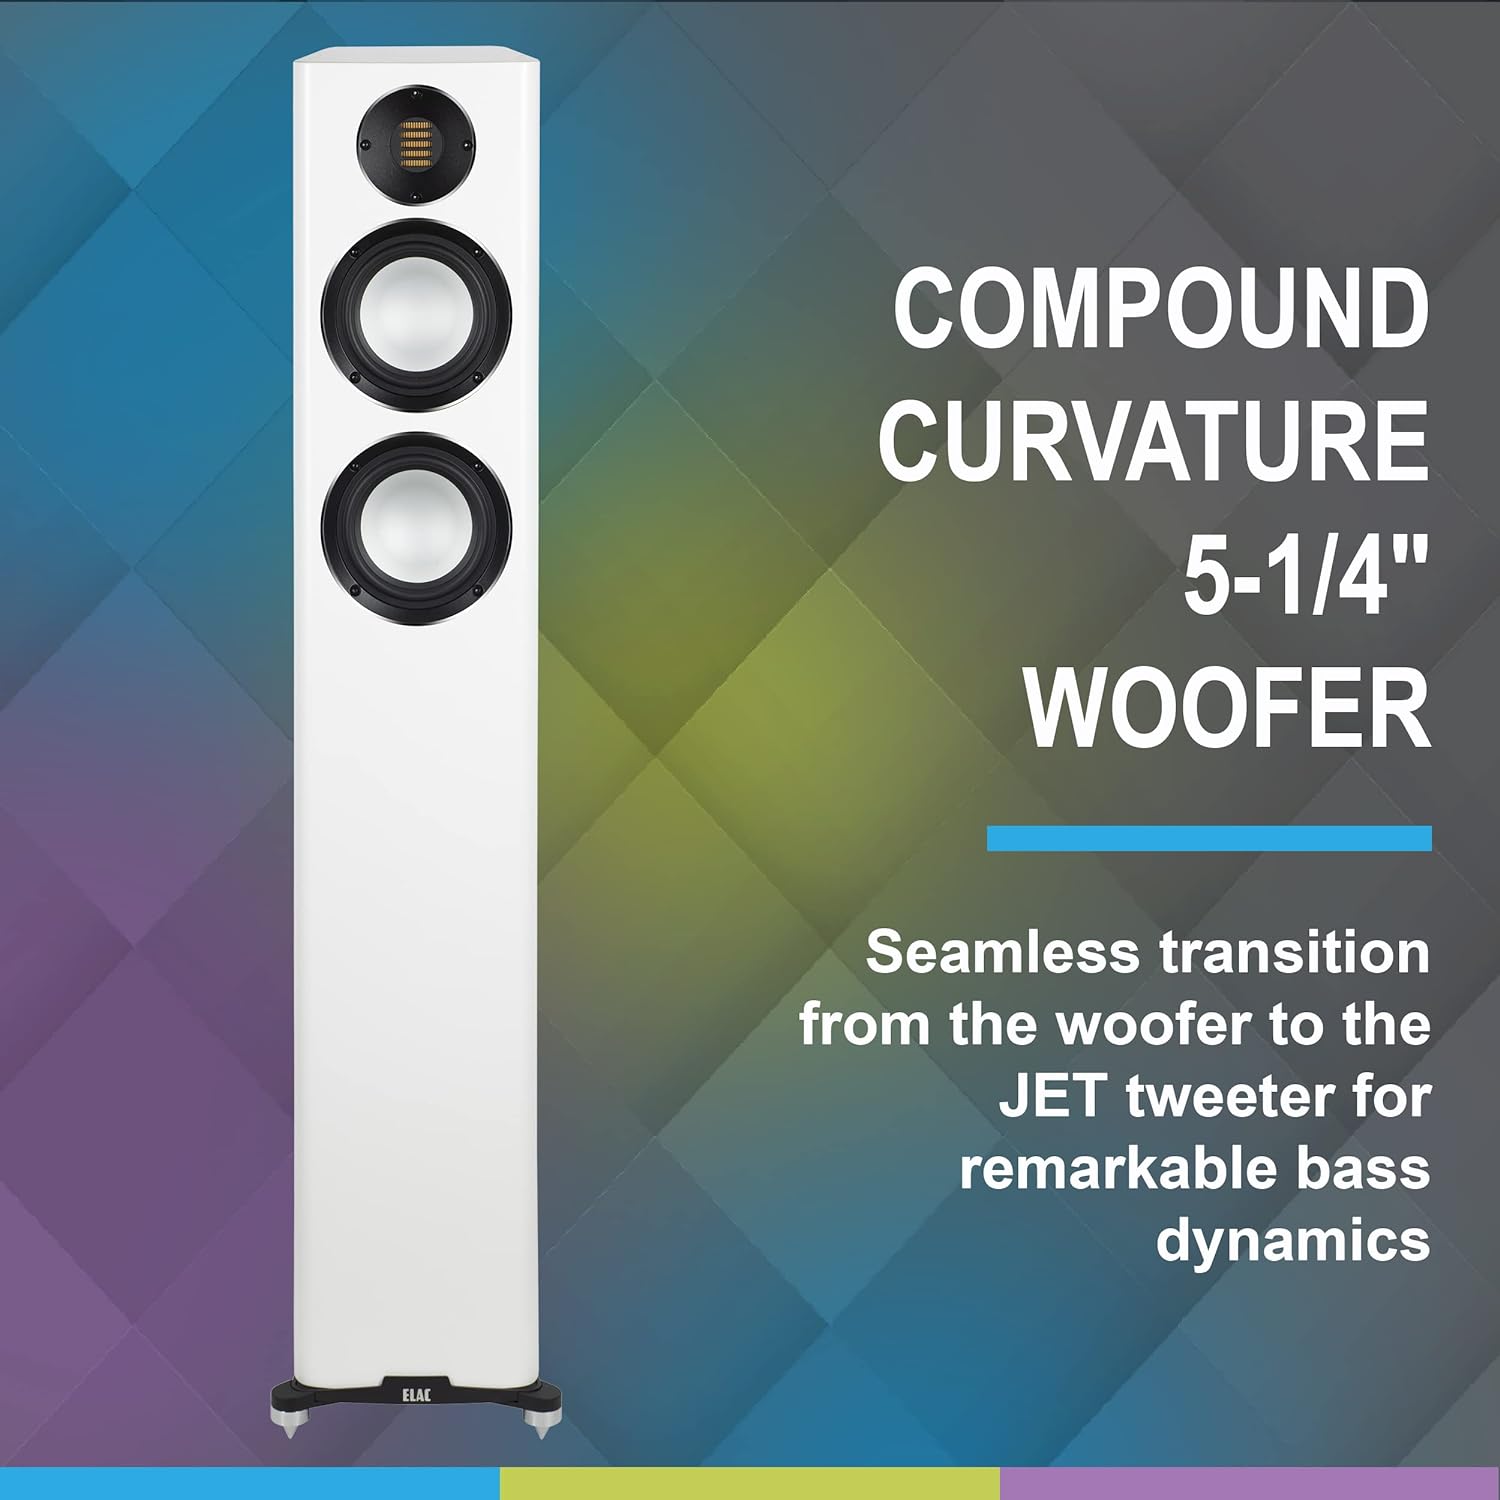 COMPOUND
CURVATURE
5-1/4"
WOOFER
Seamless transition
from the woofer to the
JET tweeter for
remarkable bass
dynamics
ELAC